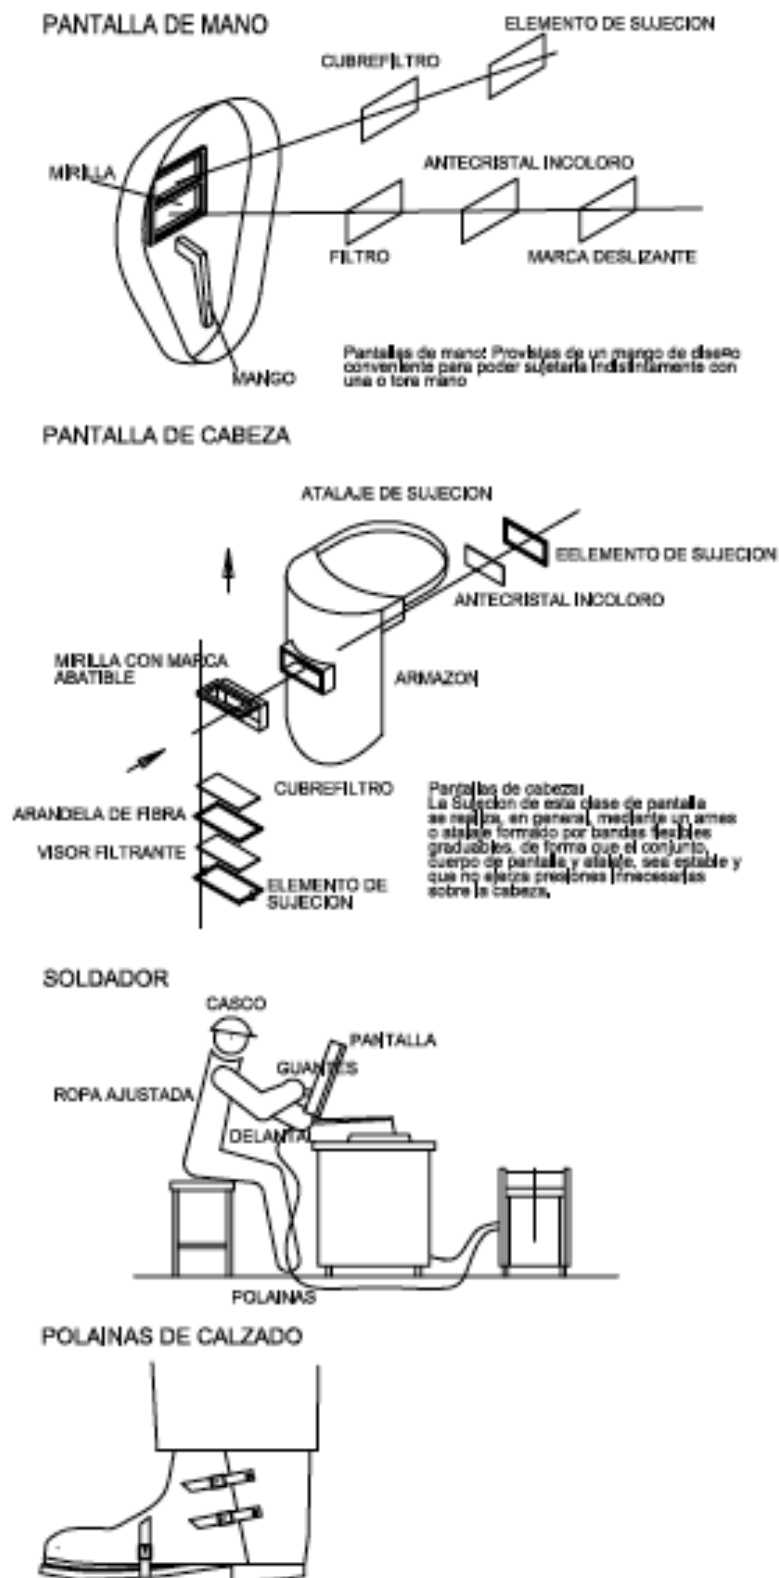 PANTALLA DE MANO
ELEMENTO DE SUJECION
CUBREFILTRO
MIRILLA
ANTECRISTAL INCOLORO
FILTRO
MARCA DESLIZANTE
MANGO
Pantallas de mano: Provistas de un mango de diseño
conveniente para poder sujetarla indistintamente con
una o tora mano
PANTALLA DE CABEZA
ATALAJE DE SUJECION
EELEMENTO DE SUJECION
ANTECRISTAL INCOLORO
MIRILLA CON MARCA
ABATIBLE
ARMAZON
CUBREFILTRO
ARANDELA DE FIBRA
VISOR FILTRANTE
ELEMENTO DE
SUJECION
Pantallas de cabeza:
La Sujecion de esta clase de pantalla
se realiza, en general, mediante un arnes
o atalaje formado por bandas flexibles
graduables, de forma que el conjunto,
cuerpo de pantalla y atalaje, sea estable y
que no ejerza presiones innecesarias
sobre la cabeza.
SOLDADOR
CASCO
PANTALLA
GUANTES
ROPA AJUSTADA
DELANTAL
POLAINAS
POLAINAS DE CALZADO